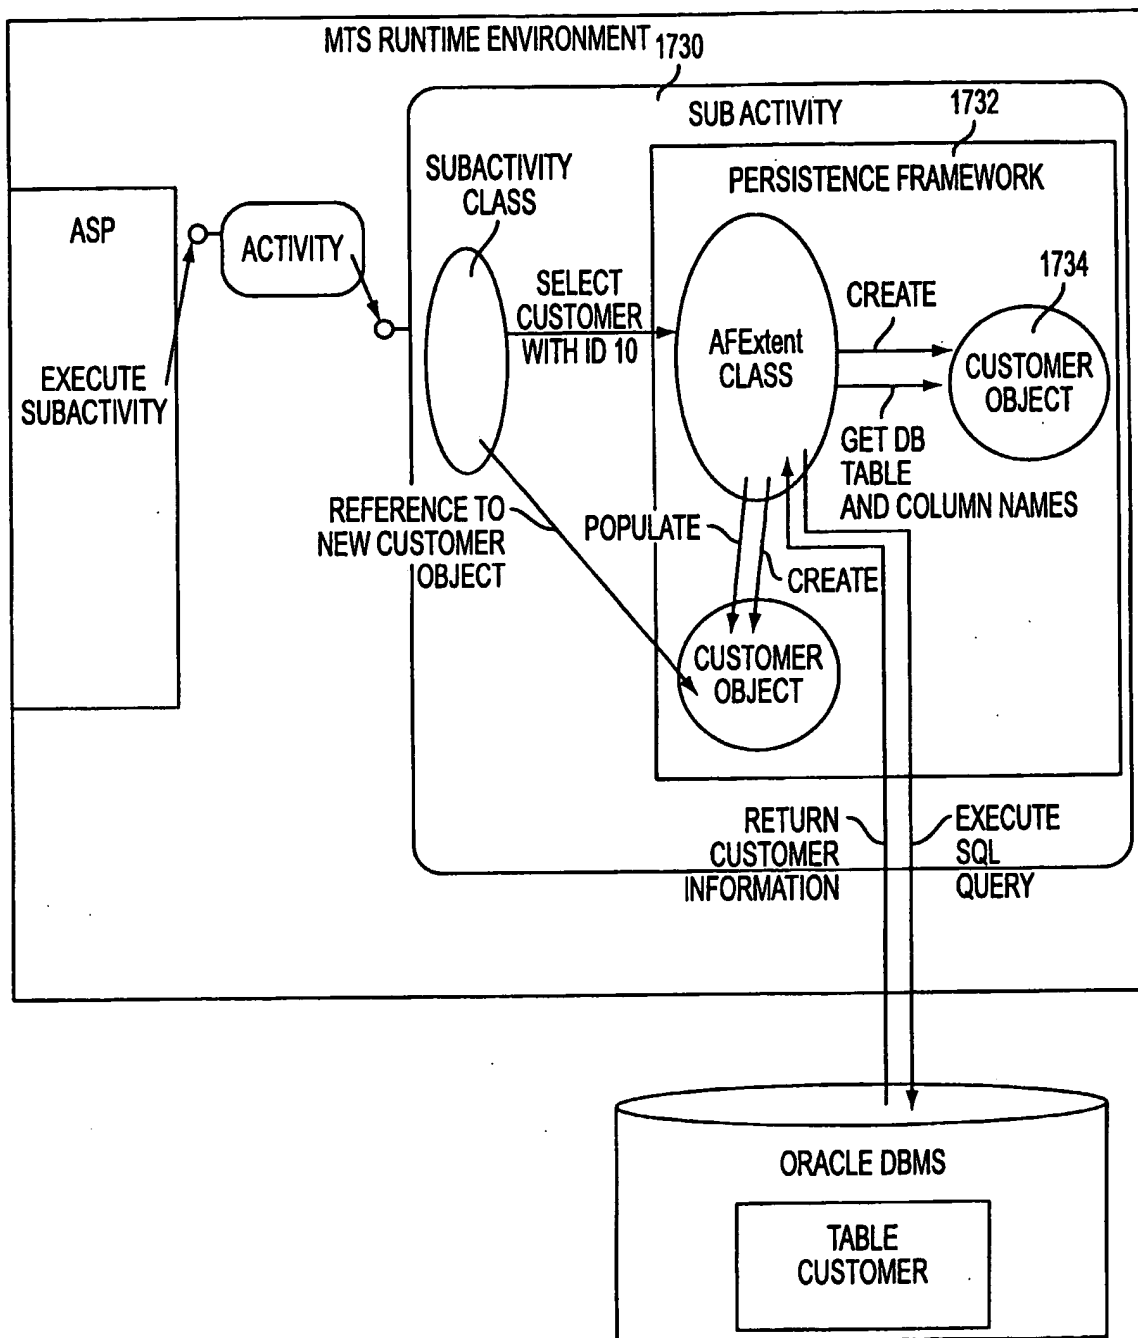 MTS RUNTIME ENVIRONMENT
1730
SUB ACTIVITY
1732
SUBACTIVITY
CLASS
PERSISTENCE FRAMEWORK
ASP
ACTIVITY
1734
SELECT
CUSTOMER
WITH ID 10
CREATE
AFExtent
CLASS
CUSTOMER
OBJECT
EXECUTE
SUBACTIVITY
GET DB
TABLE
AND COLUMN NAMES
REFERENCE TO
NEW CUSTOMER
OBJECT
POPULATE
CREATE
CUSTOMER
OBJECT
RETURN
CUSTOMER
INFORMATION
EXECUTE
SQL
QUERY
ORACLE DBMS
TABLE
CUSTOMER